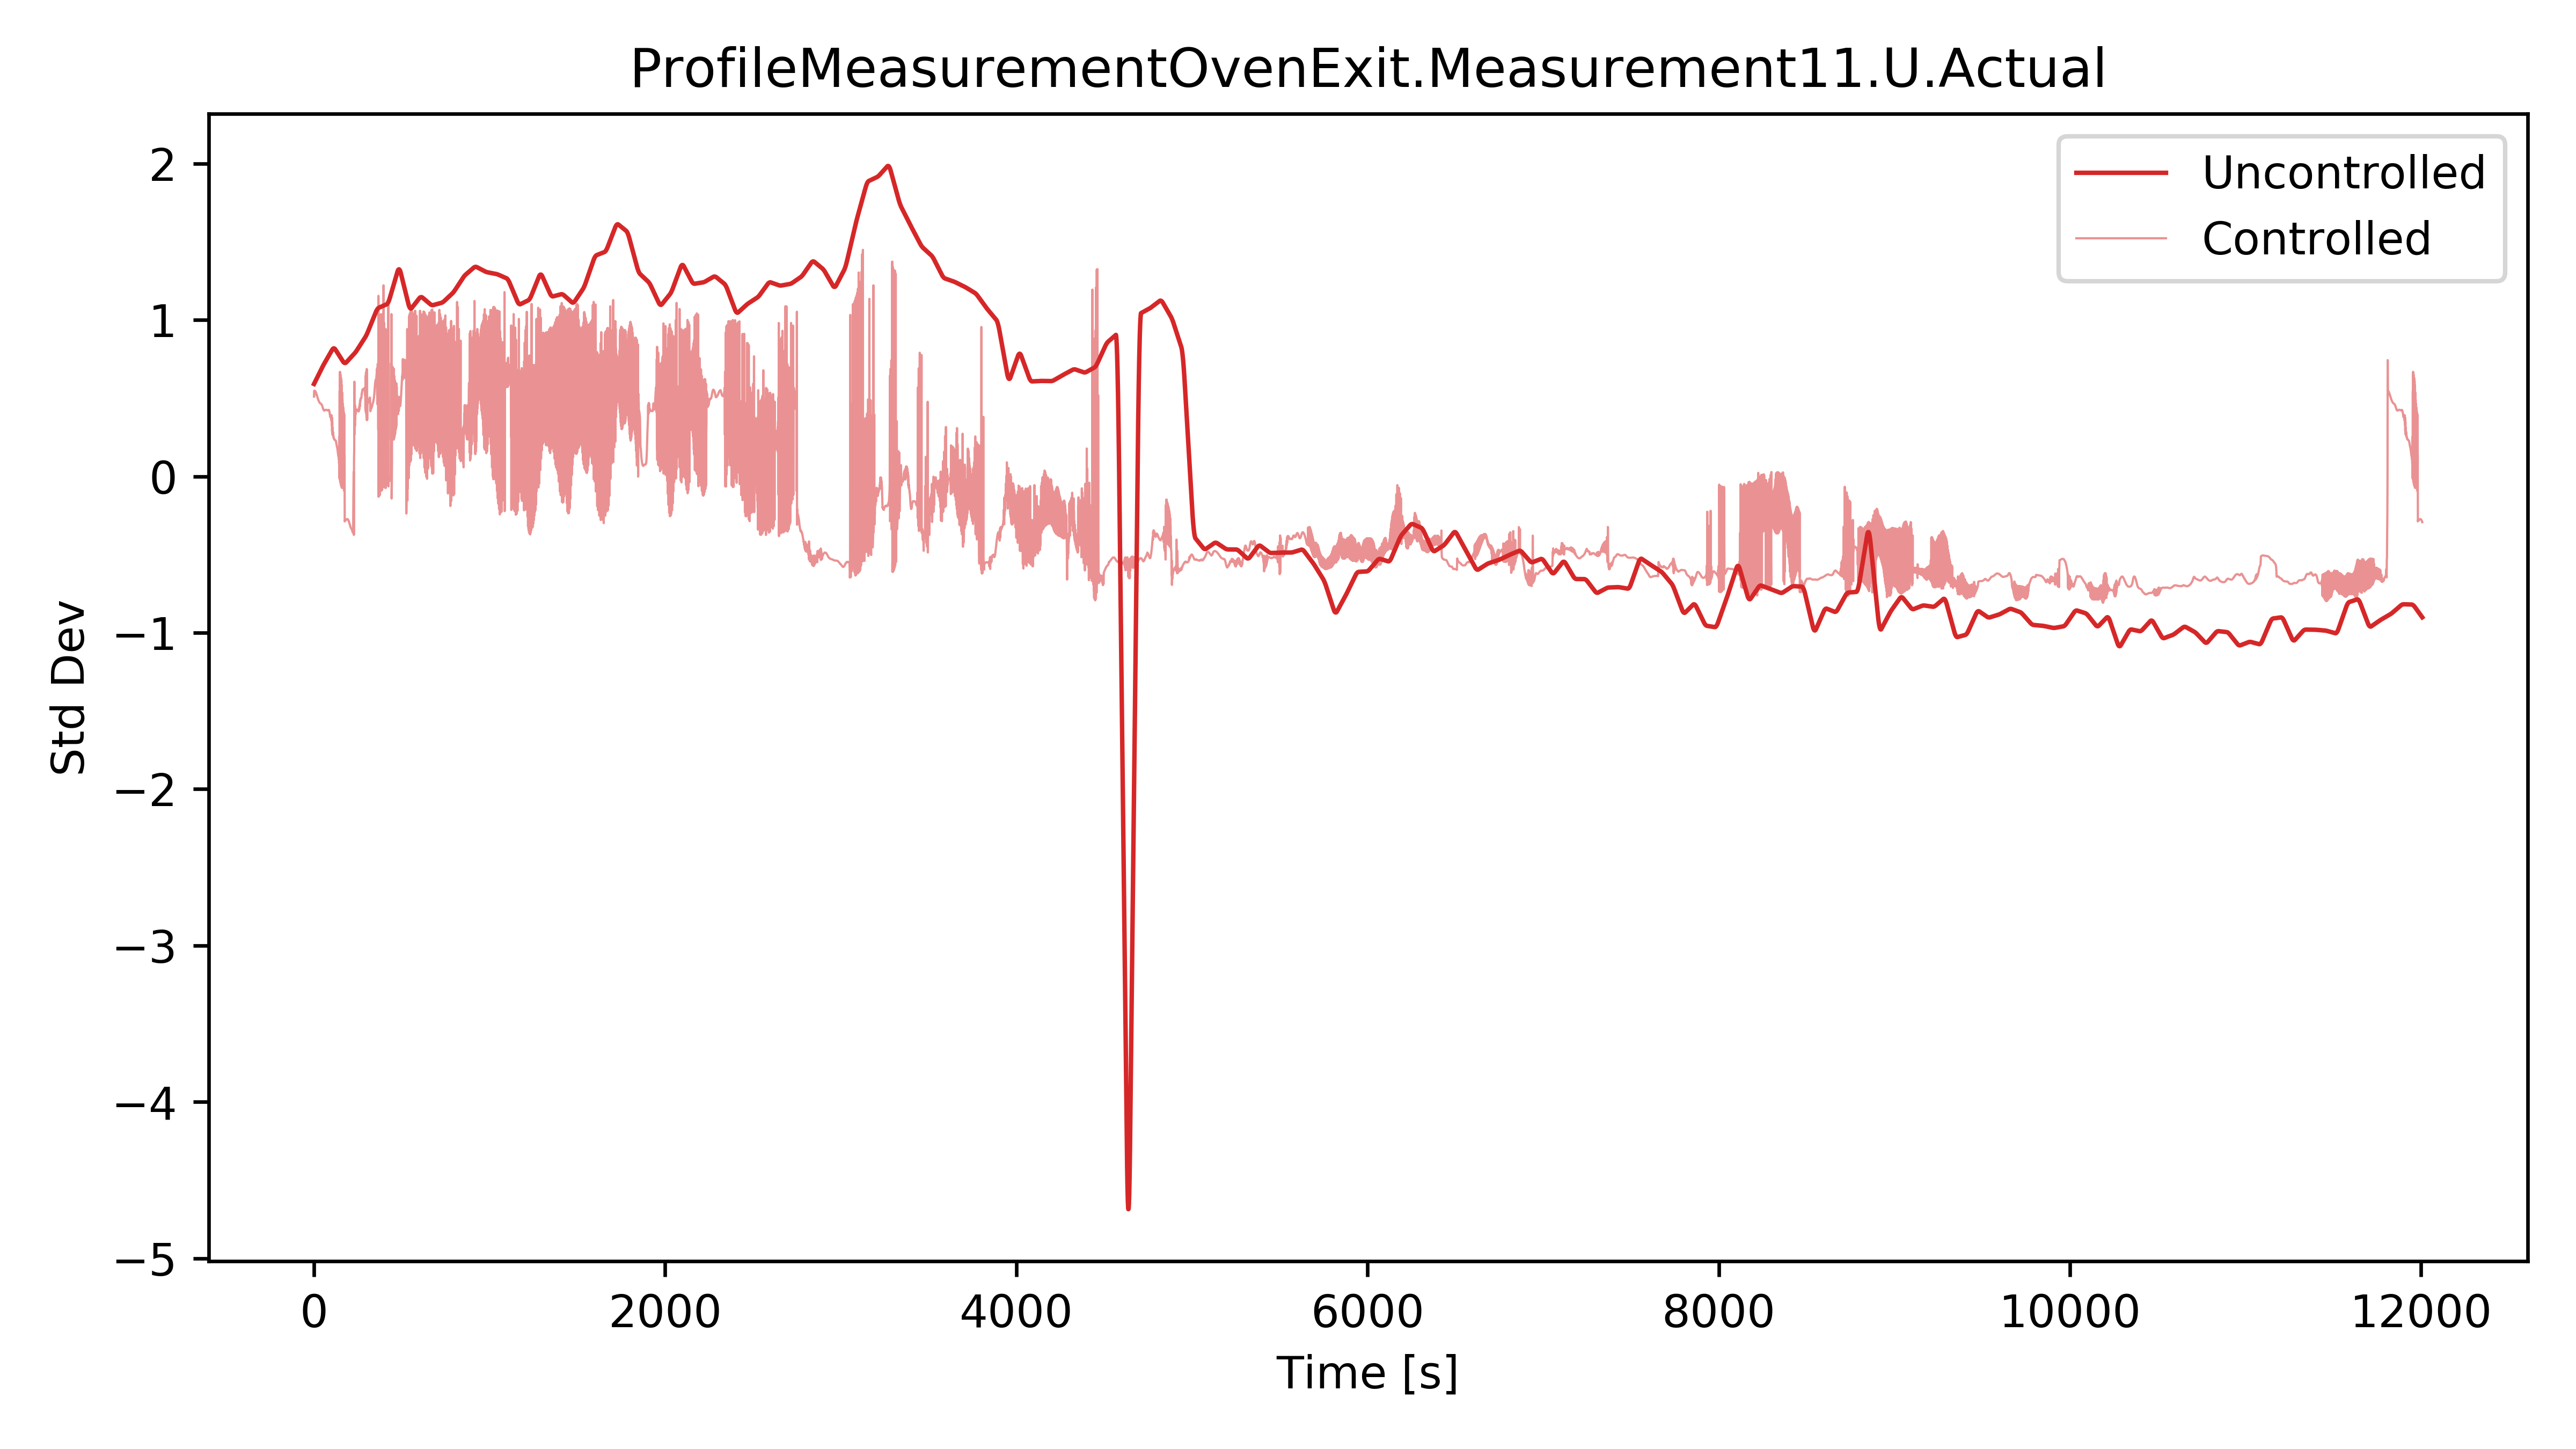 ProfileMeasurementOvenExit.Measurement11.U.Actual
Uncontrolled
Controlled
2
1
0
−1
−2
−3
−4
−5
Std Dev
0 2000 4000 6000 8000 10000 12000
Time [s]